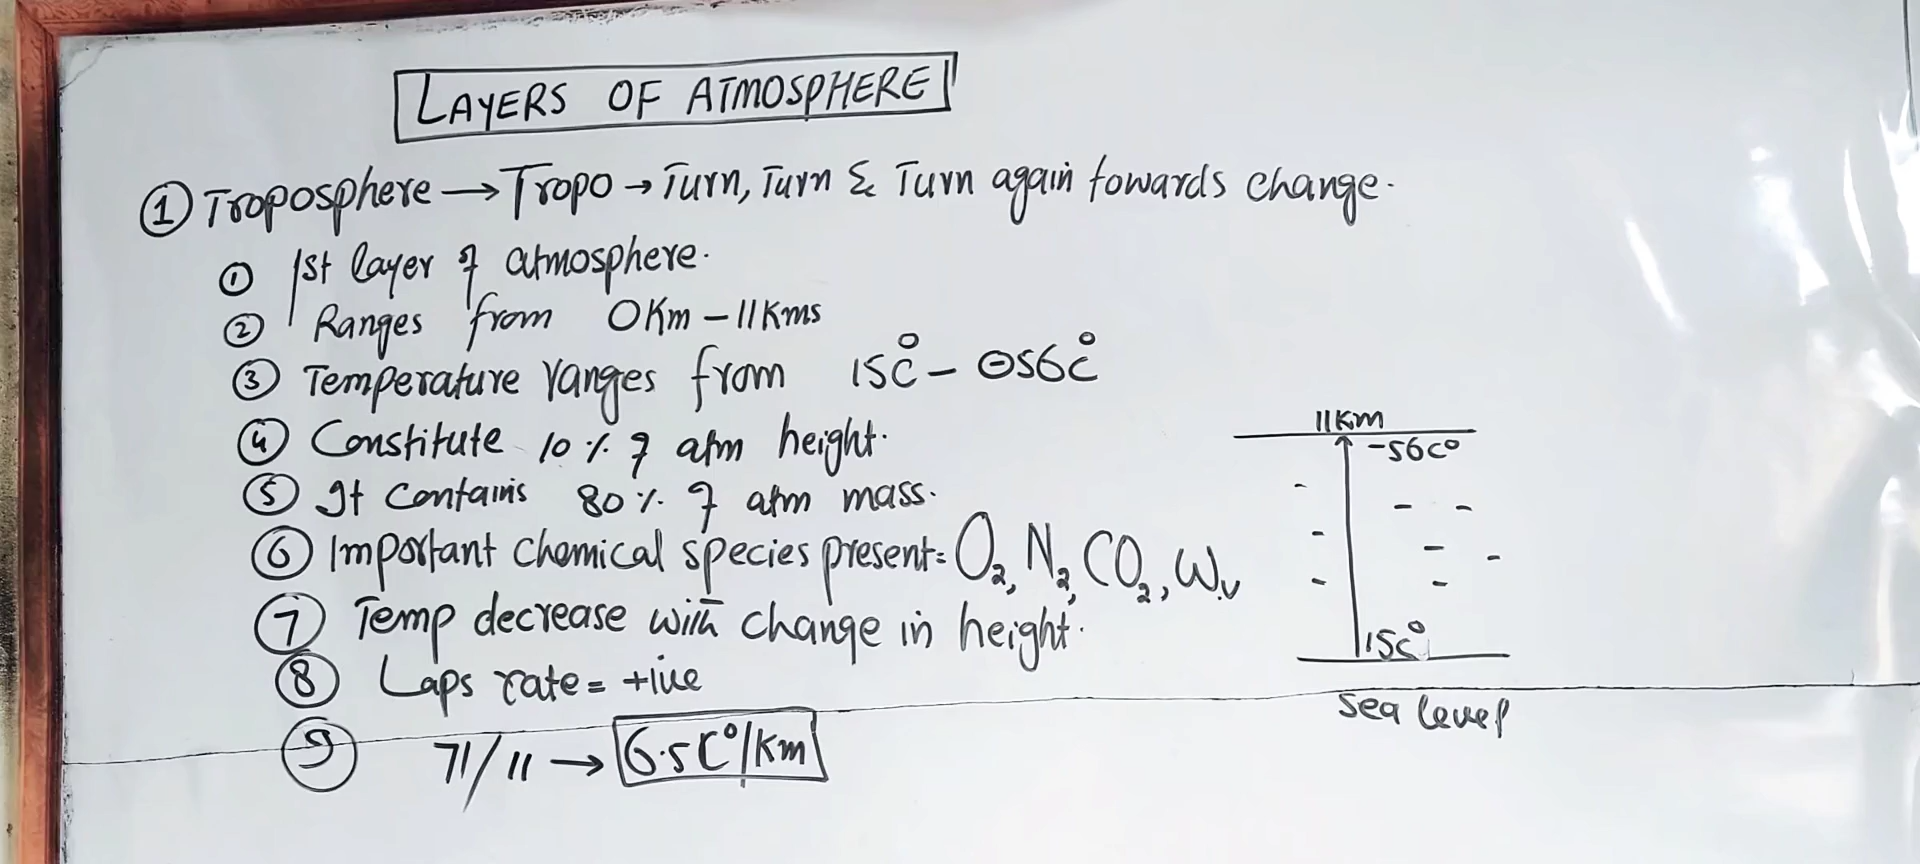 LAYERS OF ATMOSPHERE
① Troposphere → Tropo → Turn, Turn & Turn again towards change.
① 1st layer of atmosphere.
② Ranges from 0Km – 11Kms
③ Temperature ranges from 15C° – ⊖56C°
④ Constitute 10% of atm height.
⑤ It contains 80% of atm mass.
⑥ Important chemical species present = O₂, N₂, CO₂, W.v
⑦ Temp decrease with change in height.
⑧ Laps rate = +ive
⑨ 71/11 → 6.5C°/Km
11Km
-56C°
15C°
Sea level